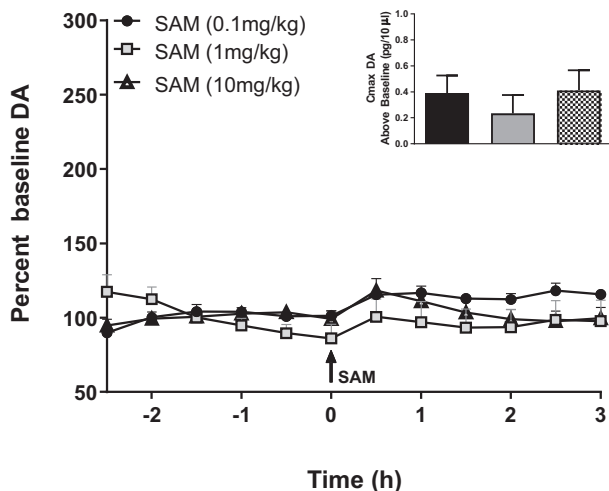 SAM (0.1mg/kg)
SAM (1mg/kg)
SAM (10mg/kg)
Percent baseline DA
300
250
200
150
100
50
-2
-1
0
1
2
3
SAM
Time (h)
Cmax DA
Above Baseline (pg/10 µl)
1.0
0.8
0.6
0.4
0.2
0.0